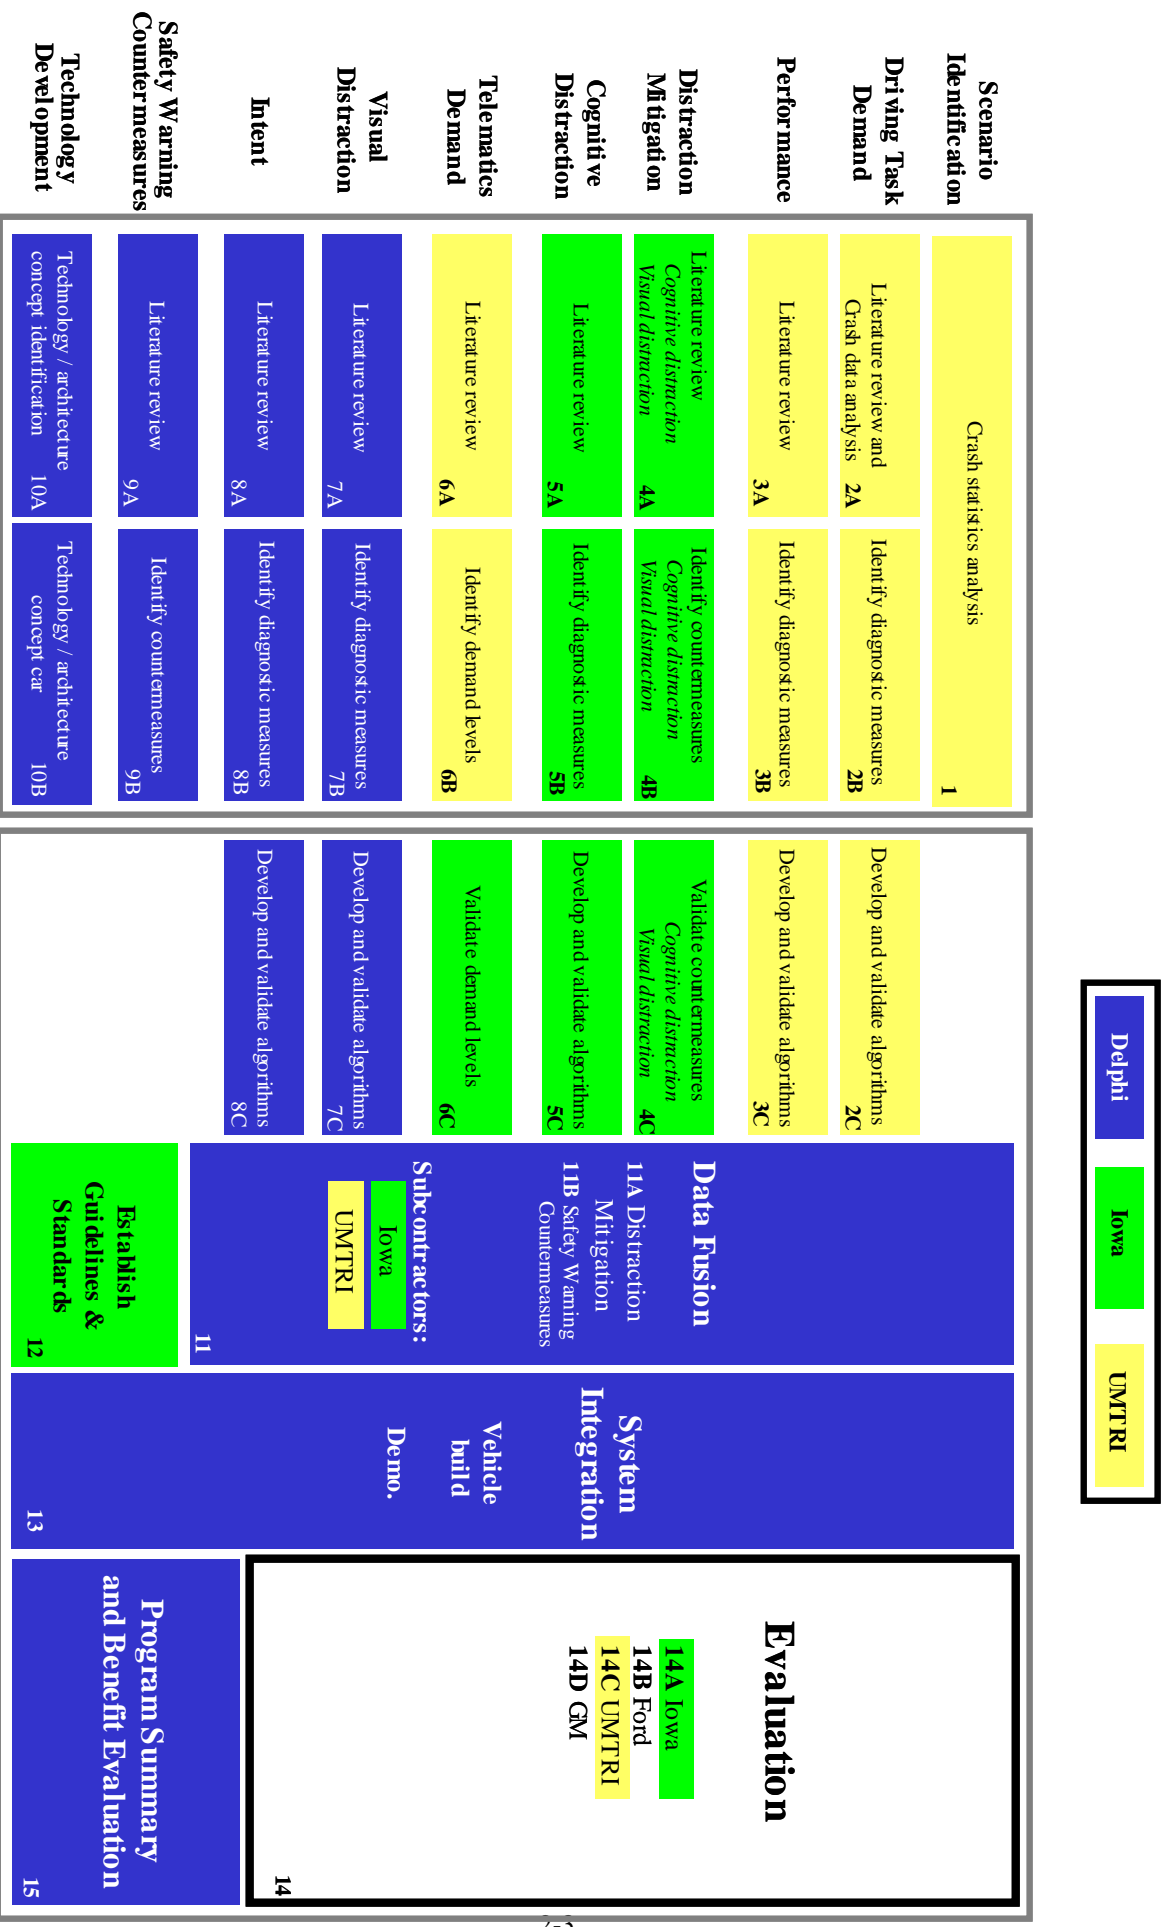 Delphi
Iowa
UMTRI
Scenario
Identification
Crash statistics analysis
1
Driving Task
Demand
Literature review and
Crash data analysis
2A
Identify diagnostic measures
2B
Develop and validate algorithms
2C
Performance
Literature review
3A
Identify diagnostic measures
3B
Develop and validate algorithms
3C
Distraction
Mitigation
Literature review
Cognitive distraction
Visual distraction
4A
Identify countermeasures
Cognitive distraction
Visual distraction
4B
Validate countermeasures
Cognitive distraction
Visual distraction
4C
Cognitive
Distraction
Literature review
5A
Identify diagnostic measures
5B
Develop and validate algorithms
5C
Telematics
Demand
Literature review
6A
Identify demand levels
6B
Validate demand levels
6C
Visual
Distraction
Literature review
7A
Identify diagnostic measures
7B
Develop and validate algorithms
7C
Intent
Literature review
8A
Identify diagnostic measures
8B
Develop and validate algorithms
8C
Safety Warning
Countermeasures
Literature review
9A
Identify countermeasures
9B
Technology
Development
Technology / architecture
concept identification
10A
Technology / architecture
concept car
10B
Data Fusion
11A Distraction
Mitigation
11B Safety Warning
Countermeasures
Subcontractors:
Iowa
UMTRI
11
Establish
Guidelines &
Standards
12
System
Integration
Vehicle
build
Demo.
13
Evaluation
14A Iowa
14B Ford
14C UMTRI
14D GM
14
Program Summary
and Benefit Evaluation
15